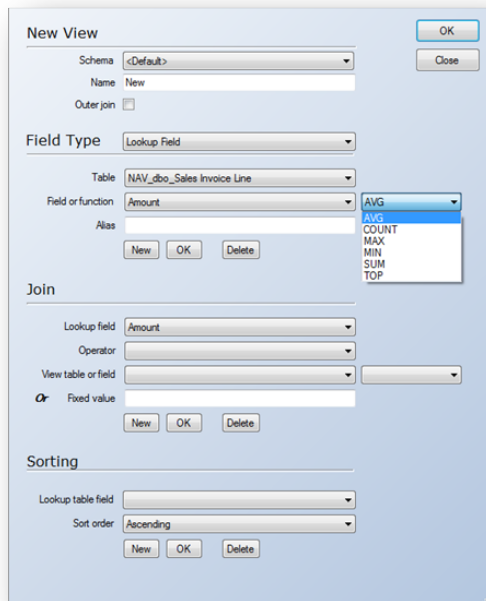 New View
OK
Schema <Default>
Close
Name New
Outer join
Field Type Lookup Field
Table NAV_dbo_Sales Invoice Line
Field or function Amount AVG
AVG
COUNT
MAX
MIN
SUM
TOP
Alias
New OK Delete
Join
Lookup field Amount
Operator
View table or field
Or Fixed value
New OK Delete
Sorting
Lookup table field
Sort order Ascending
New OK Delete